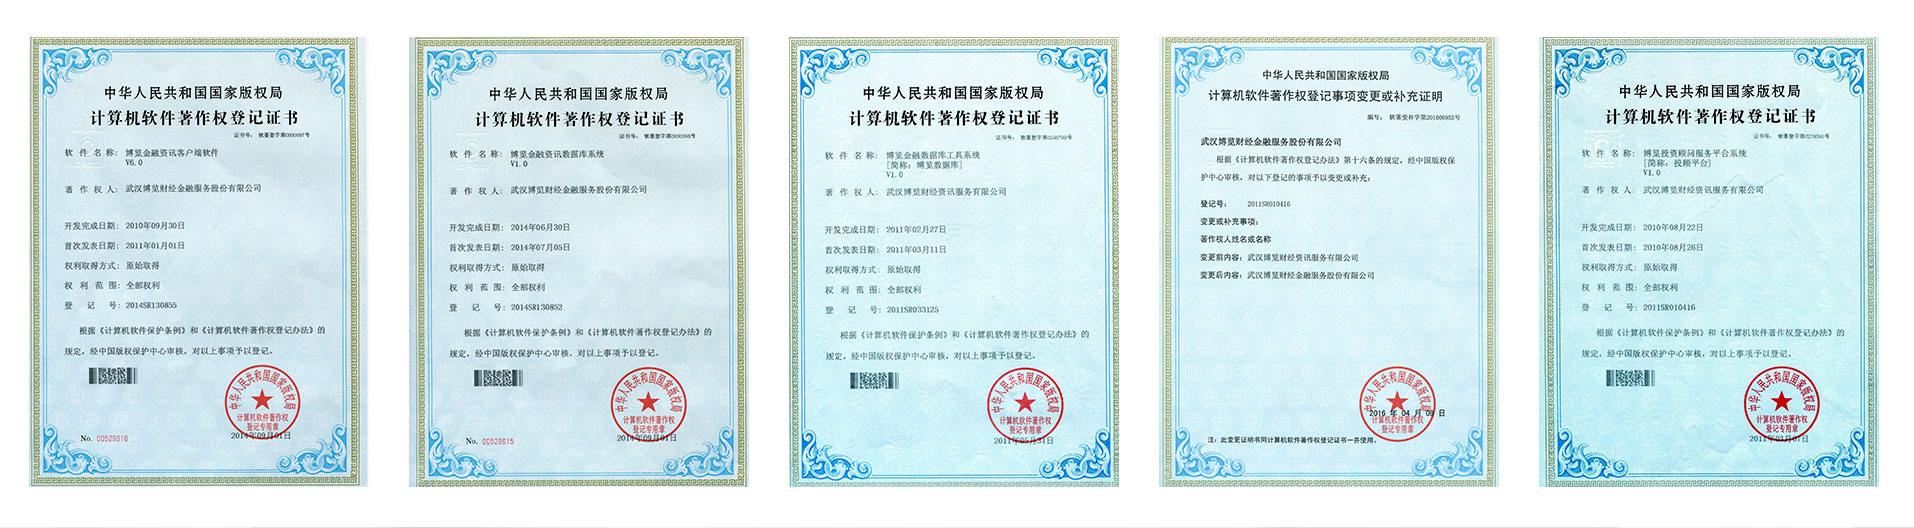 中华人民共和国国家版权局
计算机软件著作权登记证书
证书号： 软著登字第0800097号
软 件 名 称： 博览金融资讯客户端软件
V6.0
著 作 权 人： 武汉博览财经金融服务股份有限公司
开发完成日期： 2010年09月30日
首次发表日期： 2011年01月01日
权利取得方式： 原始取得
权 利 范 围： 全部权利
登 记 号： 2014SR130855
根据《计算机软件保护条例》和《计算机软件著作权登记办法》的
规定，经中国版权保护中心审核，对以上事项予以登记。
中华人民共和国国家版权局
计算机软件著作权
登记专用章
No. 00529816
2014年09月01日
中华人民共和国国家版权局
计算机软件著作权登记证书
证书号：
软 件 名 称： 博览金融资讯数据库系统
V1.0
著 作 权 人： 武汉博览财经金融服务股份有限公司
开发完成日期： 2014年06月30日
首次发表日期： 2014年07月05日
权利取得方式： 原始取得
权 利 范 围： 全部权利
登 记 号： 2014SR130852
根据《计算机软件保护条例》和《计算机软件著作权登记办法》的
规定，经中国版权保护中心审核，对以上事项予以登记。
中华人民共和国国家版权局
计算机软件著作权
登记专用章
No. 00529815
2014年09月01日
中华人民共和国国家版权局
计算机软件著作权登记证书
证书号： 软著登字第0296799号
软 件 名 称： 博览金融数据库工具系统
[简称：博览数据库]
V1.0
著 作 权 人： 武汉博览财经资讯服务有限公司
开发完成日期： 2011年02月27日
首次发表日期： 2011年03月11日
权利取得方式： 原始取得
权 利 范 围： 全部权利
登 记 号： 2011SR033125
根据《计算机软件保护条例》和《计算机软件著作权登记办法》的
规定，经中国版权保护中心审核，对以上事项予以登记。
中华人民共和国国家版权局
计算机软件著作权
登记专用章
2011年05月31日
中华人民共和国国家版权局
计算机软件著作权登记事项变更或补充证明
编号： 软著变补字第201606953号
武汉博览财经金融服务股份有限公司
根据《计算机软件著作权登记办法》第十六条的规定，经中国版权保
护中心审核，对以下登记的事项予以变更或补充：
登记号： 2011SR010416
变更或补充事项：
著作权人姓名或名称
变更前内容：武汉博览财经资讯服务有限公司
变更后内容：武汉博览财经金融服务股份有限公司
中华人民共和国国家版权局
计算机软件著作权
登记专用章
2016 年 04 月 08 日
注：此变更证明书同计算机软件著作权登记证书一并使用。
中华人民共和国国家版权局
计算机软件著作权登记证书
证书号： 软著登字第0274090号
软 件 名 称： 博览投资顾问服务平台系统
[简称：投顾平台]
V1.0
著 作 权 人： 武汉博览财经资讯服务有限公司
开发完成日期： 2010年08月22日
首次发表日期： 2010年08月26日
权利取得方式： 原始取得
权 利 范 围： 全部权利
登 记 号： 2011SR010416
根据《计算机软件保护条例》和《计算机软件著作权登记办法》的
规定，经中国版权保护中心审核，对以上事项予以登记。
中华人民共和国国家版权局
计算机软件著作权
登记专用章
2011年03月07日